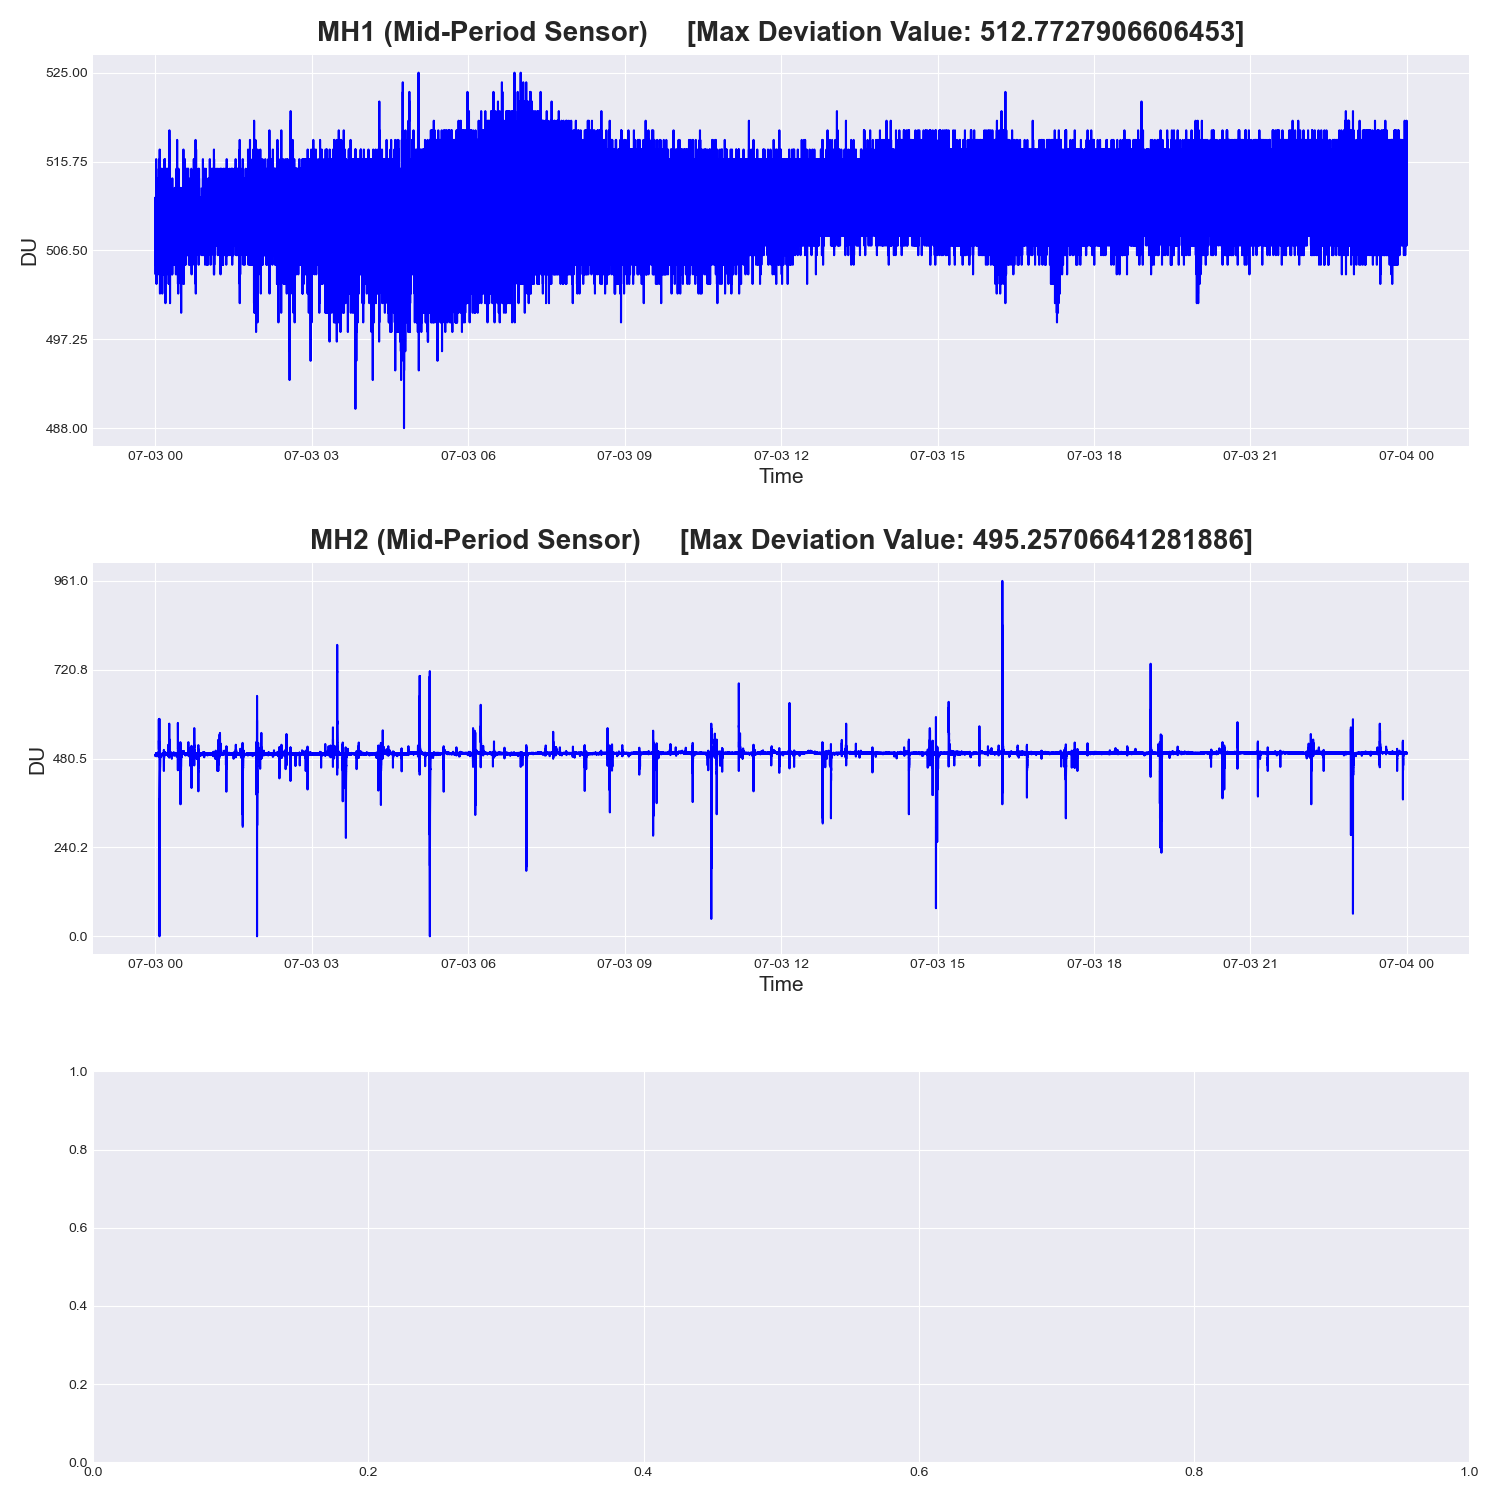 MH1 (Mid-Period Sensor) [Max Deviation Value: 512.7727906606453]
525.00
515.75
506.50
497.25
488.00
DU
07-03 00 07-03 03 07-03 06 07-03 09 07-03 12 07-03 15 07-03 18 07-03 21 07-04 00
Time
MH2 (Mid-Period Sensor) [Max Deviation Value: 495.25706641281886]
961.0
720.8
480.5
240.2
0.0
DU
07-03 00 07-03 03 07-03 06 07-03 09 07-03 12 07-03 15 07-03 18 07-03 21 07-04 00
Time
1.0
0.8
0.6
0.4
0.2
0.0
0.0 0.2 0.4 0.6 0.8 1.0